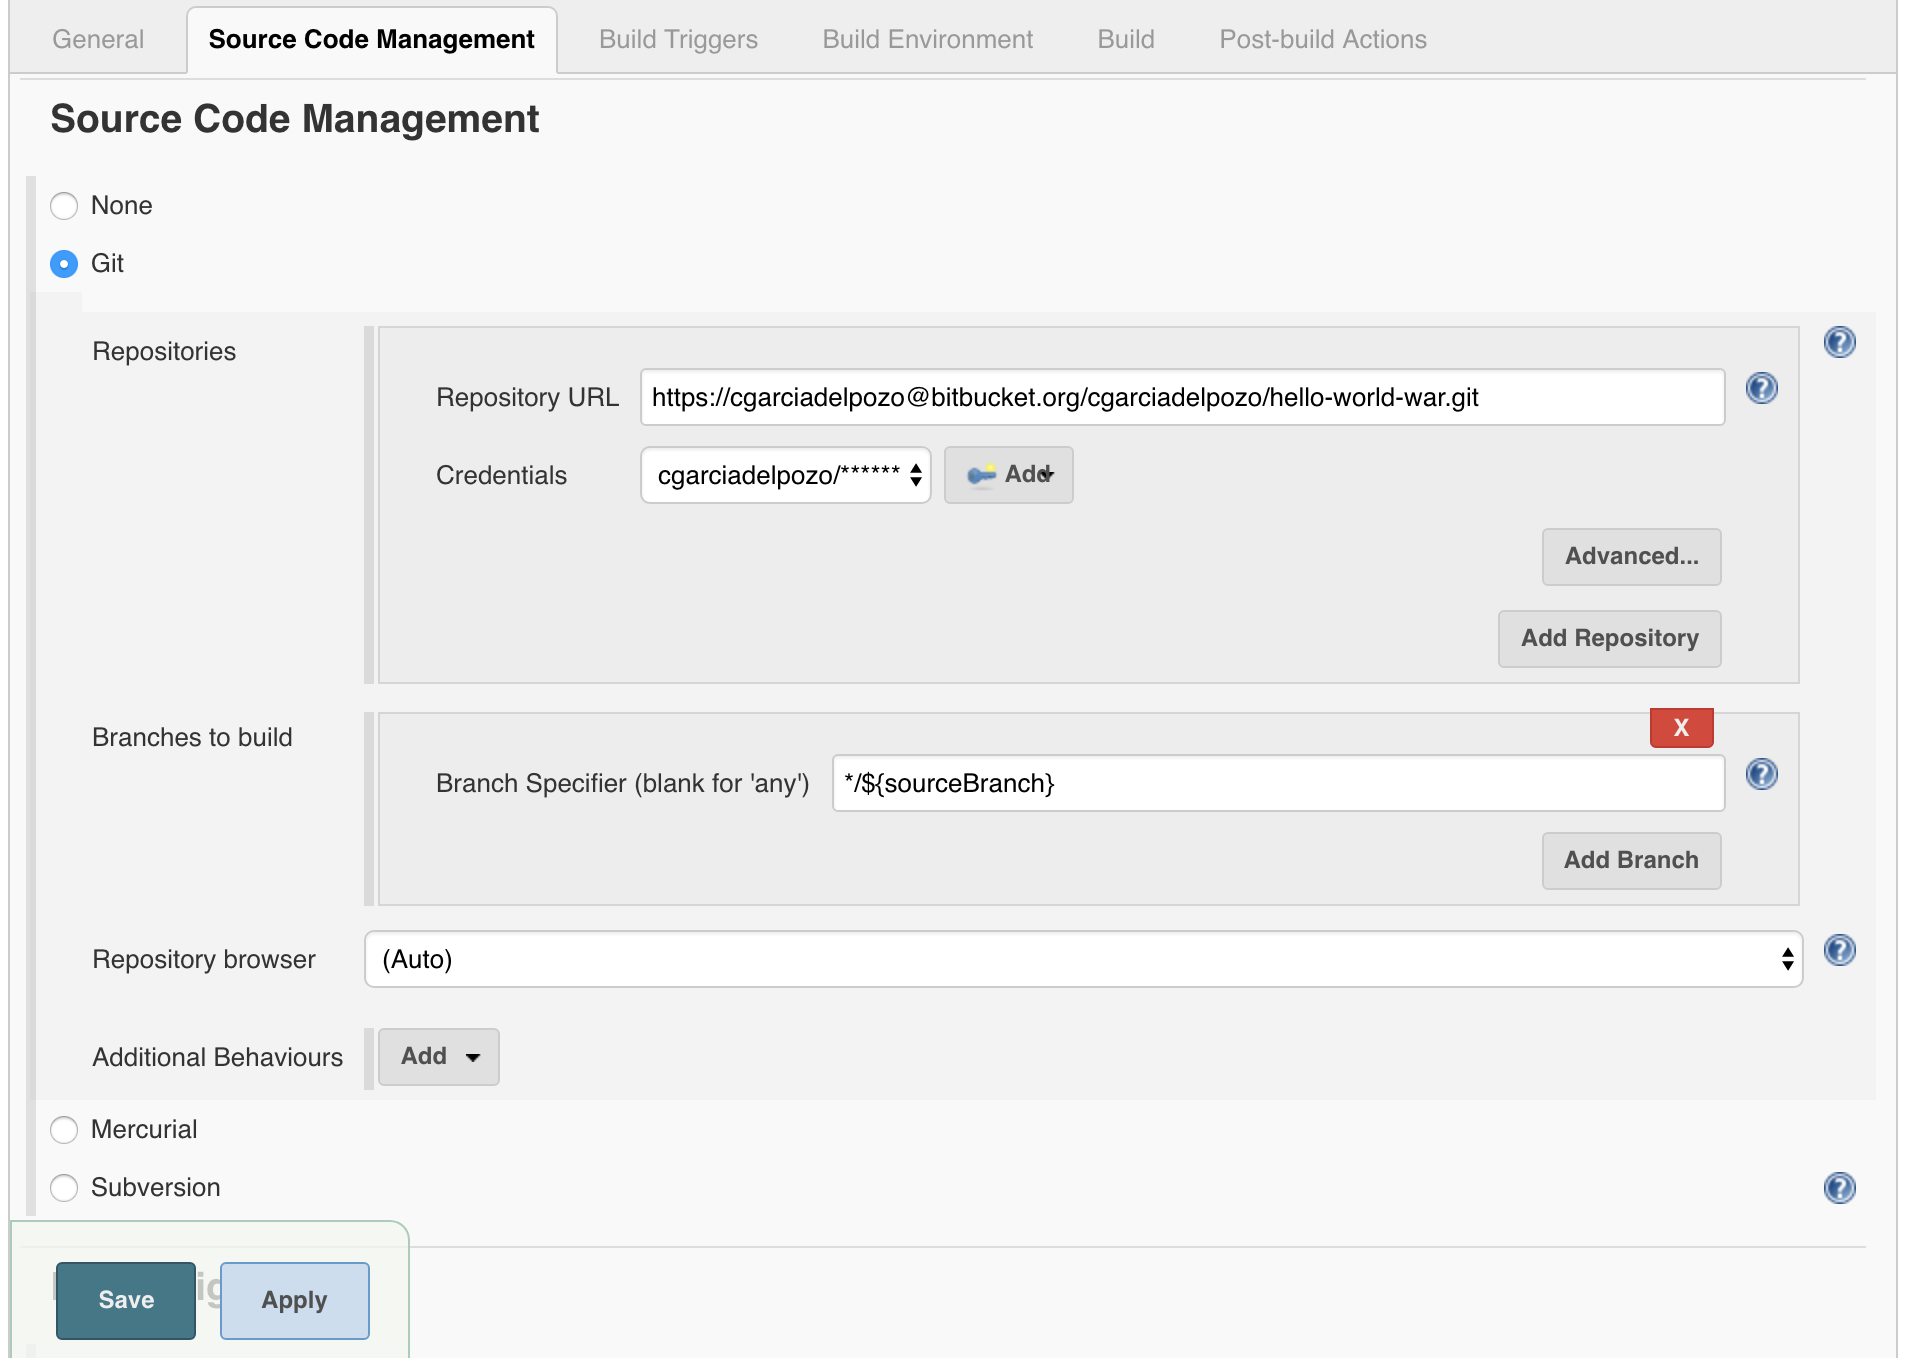 General Source Code Management Build Triggers Build Environment Build Post-build Actions
Source Code Management
None
Git
Repositories
Repository URL https://cgarciadelpozo@bitbucket.org/cgarciadelpozo/hello-world-war.git
Credentials cgarciadelpozo/****** Add
Advanced...
Add Repository
Branches to build
X
Branch Specifier (blank for 'any') */${sourceBranch}
Add Branch
Repository browser (Auto)
Additional Behaviours Add
Mercurial
Subversion
Save Apply